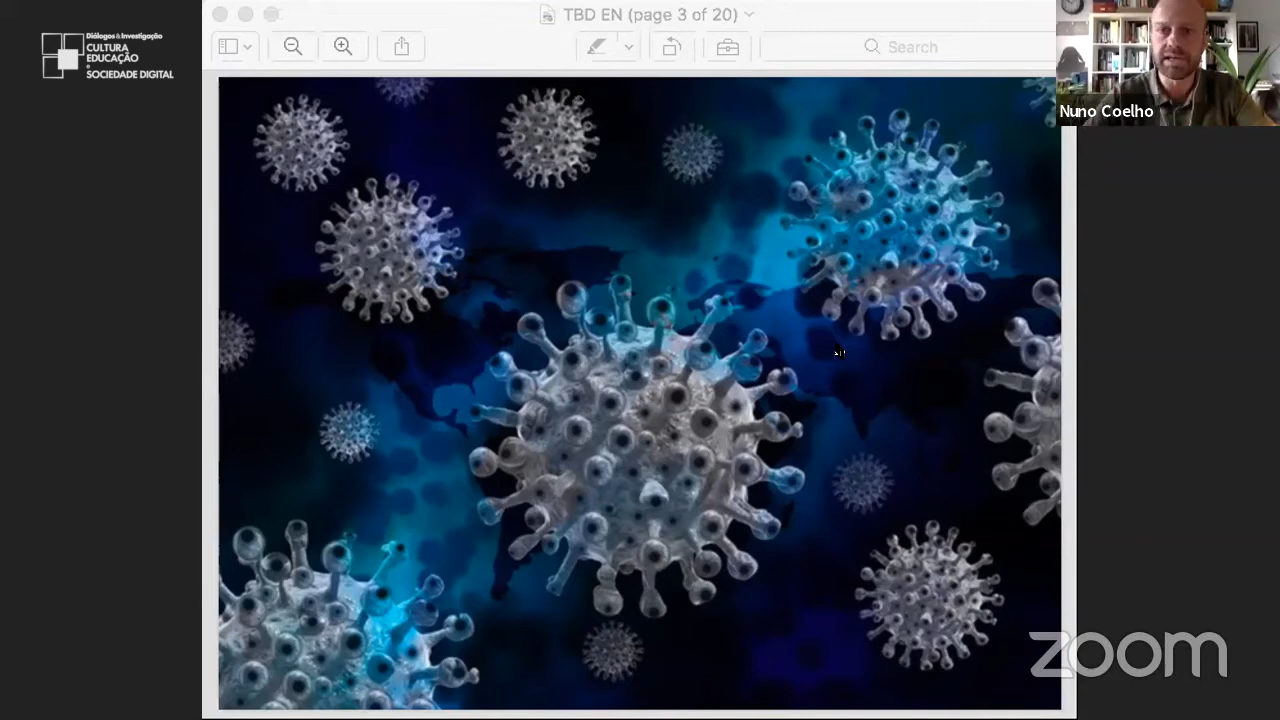 Diálogos & Investigação
CULTURA
EDUCAÇÃO
e
SOCIEDADE DIGITAL
TBD EN (page 3 of 20)
Search
Nuno Coelho
zoom